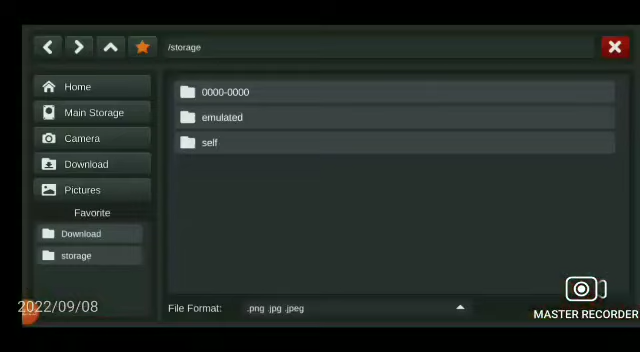 /storage
Home
Main Storage
Camera
Download
Pictures
Favorite
Download
storage
0000-0000
emulated
self
File Format: .png .jpg .jpeg
2022/09/08
MASTER RECORDER